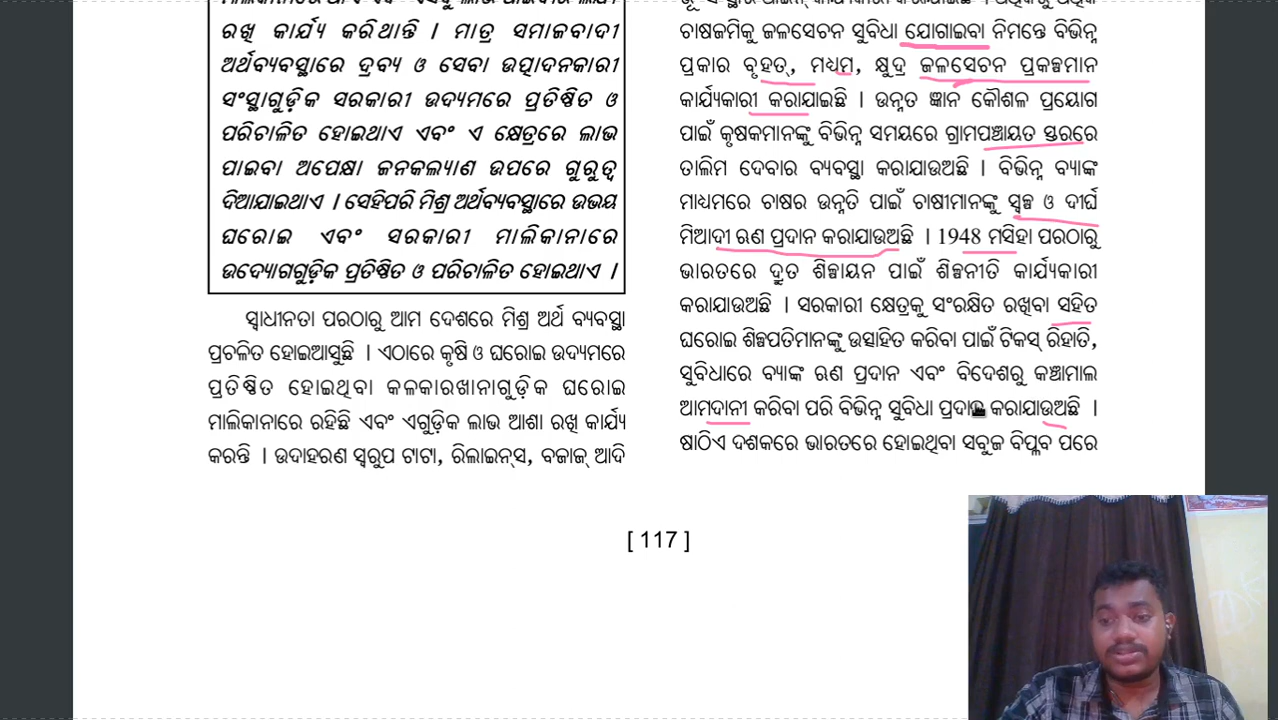 ରଖି କାର୍ଯ୍ୟ କରିଥାନ୍ତି । ମାତ୍ର ସମାଜବାଦୀ
ଅର୍ଥବ୍ୟବସ୍ଥାରେ ଦ୍ରବ୍ୟ ଓ ସେବା ଉତ୍ପାଦନକାରୀ
ସଂସ୍ଥାଗୁଡ଼ିକ ସରକାରୀ ଉଦ୍ୟମରେ ପ୍ରତିଷ୍ଠିତ ଓ
ପରିଚାଳିତ ହୋଇଥାଏ ଏବଂ ଏ କ୍ଷେତ୍ରରେ ଲାଭ
ପାଇବା ଅପେକ୍ଷା ଜନକଲ୍ୟାଣ ଉପରେ ଗୁରୁତ୍ୱ
ଦିଆଯାଇଥାଏ । ସେହିପରି ମିଶ୍ର ଅର୍ଥବ୍ୟବସ୍ଥାରେ ଉଭୟ
ଘରୋଇ ଏବଂ ସରକାରୀ ମାଲିକାନାରେ
ଉଦ୍ୟୋଗଗୁଡ଼ିକ ପ୍ରତିଷ୍ଠିତ ଓ ପରିଚାଳିତ ହୋଇଥାଏ ।
ସ୍ୱାଧୀନତା ପରଠାରୁ ଆମ ଦେଶରେ ମିଶ୍ର ଅର୍ଥ ବ୍ୟବସ୍ଥା
ପ୍ରଚଳିତ ହୋଇଆସୁଛି । ଏଠାରେ କୃଷି ଓ ଘରୋଇ ଉଦ୍ୟମରେ
ପ୍ରତିଷ୍ଠିତ ହୋଇଥିବା କଳକାରଖାନାଗୁଡ଼ିକ ଘରୋଇ
ମାଲିକାନାରେ ରହିଛି ଏବଂ ଏଗୁଡ଼ିକ ଲାଭ ଆଶା ରଖି କାର୍ଯ୍ୟ
କରନ୍ତି । ଉଦାହରଣ ସ୍ୱରୂପ ଟାଟା, ରିଲାଇନ୍ସ, ବଜାଜ୍ ଆଦି
ଚାଷଜମିକୁ ଜଳସେଚନ ସୁବିଧା ଯୋଗାଇବା ନିମନ୍ତେ ବିଭିନ୍ନ
ପ୍ରକାର ବୃହତ୍, ମଧ୍ୟମ, କ୍ଷୁଦ୍ର ଜଳସେଚନ ପ୍ରକଳ୍ପମାନ
କାର୍ଯ୍ୟକାରୀ କରାଯାଇଛି । ଉନ୍ନତ ଜ୍ଞାନ କୌଶଳ ପ୍ରୟୋଗ
ପାଇଁ କୃଷକମାନଙ୍କୁ ବିଭିନ୍ନ ସମୟରେ ଗ୍ରାମପଞ୍ଚାୟତ ସ୍ତରରେ
ତାଲିମ ଦେବାର ବ୍ୟବସ୍ଥା କରାଯାଉଅଛି । ବିଭିନ୍ନ ବ୍ୟାଙ୍କ
ମାଧ୍ୟମରେ ଚାଷର ଉନ୍ନତି ପାଇଁ ଚାଷୀମାନଙ୍କୁ ସ୍ୱଳ୍ପ ଓ ଦୀର୍ଘ
ମିଆଦୀ ଋଣ ପ୍ରଦାନ କରାଯାଉଅଛି । 1948 ମସିହା ପରଠାରୁ
ଭାରତରେ ଦ୍ରୁତ ଶିଳ୍ପାୟନ ପାଇଁ ଶିଳ୍ପନୀତି କାର୍ଯ୍ୟକାରୀ
କରାଯାଉଅଛି । ସରକାରୀ କ୍ଷେତ୍ରକୁ ସଂରକ୍ଷିତ ରଖିବା ସହିତ
ଘରୋଇ ଶିଳ୍ପପତିମାନଙ୍କୁ ଉତ୍ସାହିତ କରିବା ପାଇଁ ଟିକସ୍ ରିହାତି,
ସୁବିଧାରେ ବ୍ୟାଙ୍କ ଋଣ ପ୍ରଦାନ ଏବଂ ବିଦେଶରୁ କଞ୍ଚାମାଲ
ଆମଦାନୀ କରିବା ପରି ବିଭିନ୍ନ ସୁବିଧା ପ୍ରଦାନ କରାଯାଉଅଛି ।
ଷାଠିଏ ଦଶକରେ ଭାରତରେ ହୋଇଥିବା ସବୁଜ ବିପ୍ଳବ ପରେ
[ 117 ]